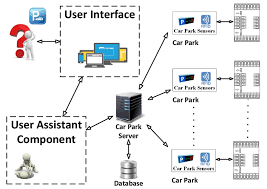 User Interface
Car Park Sensors
Car Park
Car Park Sensors
Car Park
User Assistant
Component
Car Park
Server
Database
Car Park Sensors
Car Park